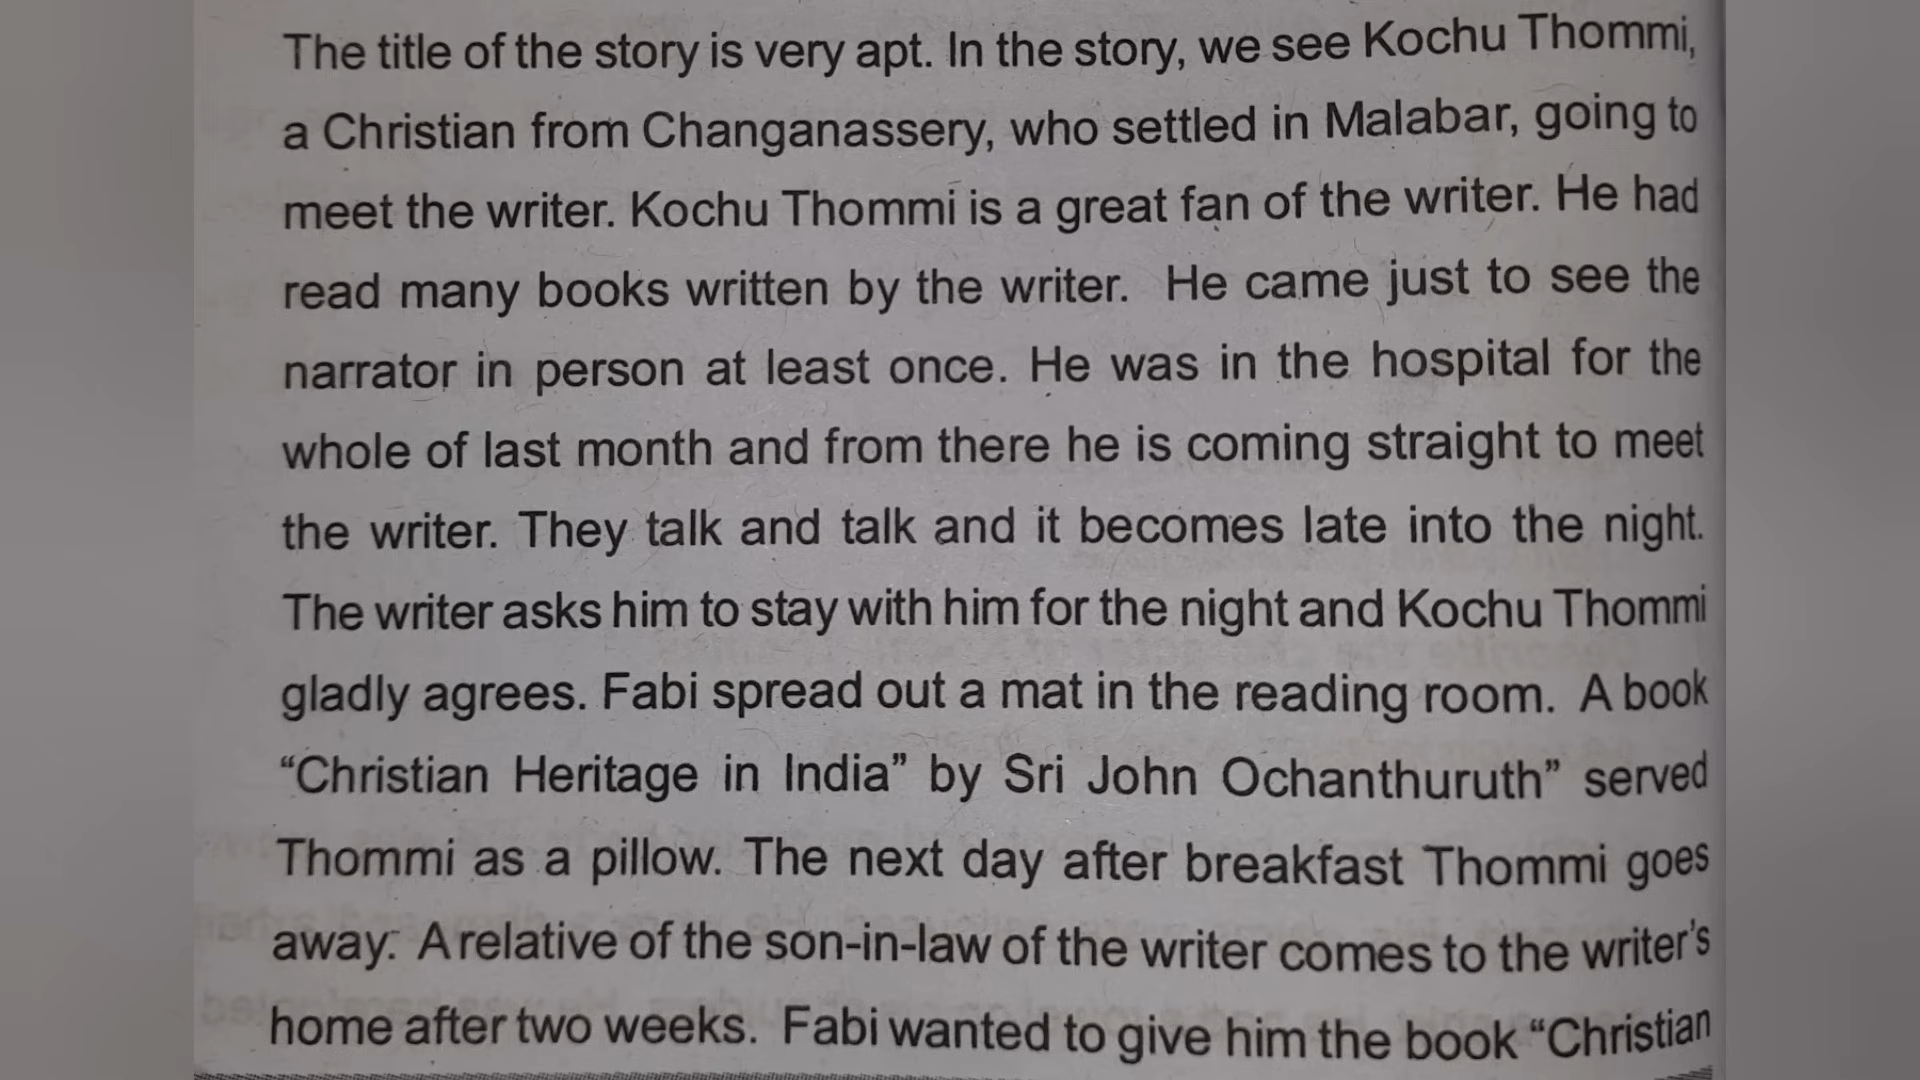 The title of the story is very apt. In the story, we see Kochu Thommi,
a Christian from Changanassery, who settled in Malabar, going to
meet the writer. Kochu Thommi is a great fan of the writer. He had
read many books written by the writer. He came just to see the
narrator in person at least once. He was in the hospital for the
whole of last month and from there he is coming straight to meet
the writer. They talk and talk and it becomes late into the night.
The writer asks him to stay with him for the night and Kochu Thommi
gladly agrees. Fabi spread out a mat in the reading room. A book
“Christian Heritage in India” by Sri John Ochanthuruth” served
Thommi as a pillow. The next day after breakfast Thommi goes
away. A relative of the son-in-law of the writer comes to the writer's
home after two weeks. Fabi wanted to give him the book “Christian